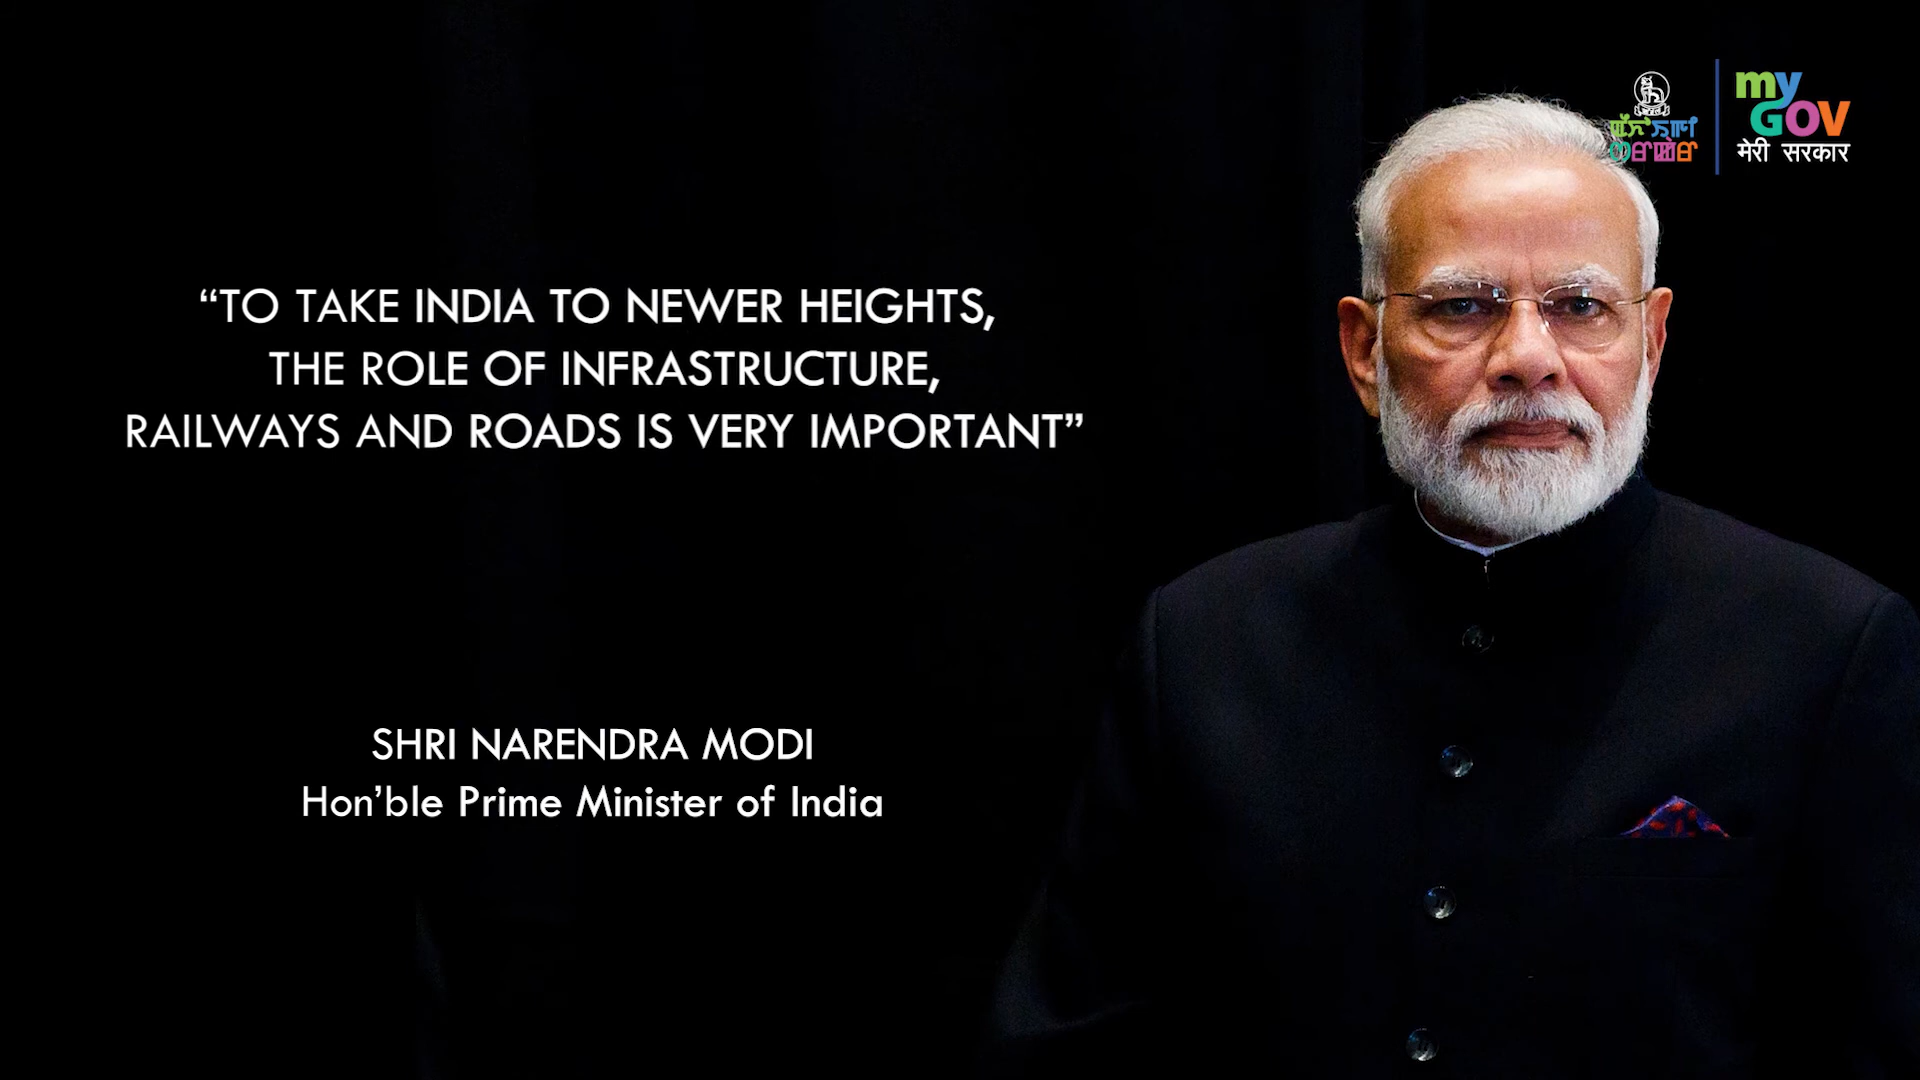 my
GOV
मेरी सरकार
“TO TAKE INDIA TO NEWER HEIGHTS,
THE ROLE OF INFRASTRUCTURE,
RAILWAYS AND ROADS IS VERY IMPORTANT”
SHRI NARENDRA MODI
Hon’ble Prime Minister of India